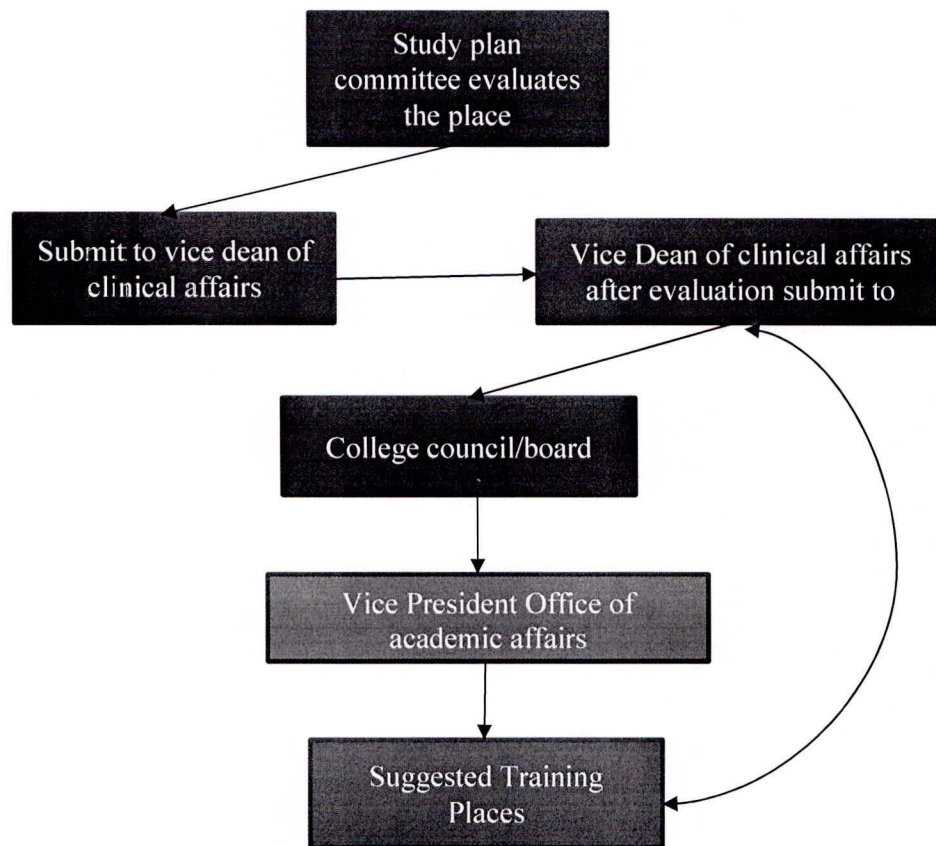 Study plan
committee evaluates
the place
Submit to vice dean of
clinical affairs
Vice Dean of clinical affairs
after evaluation submit to
College council/board
Vice President Office of
academic affairs
Suggested Training
Places